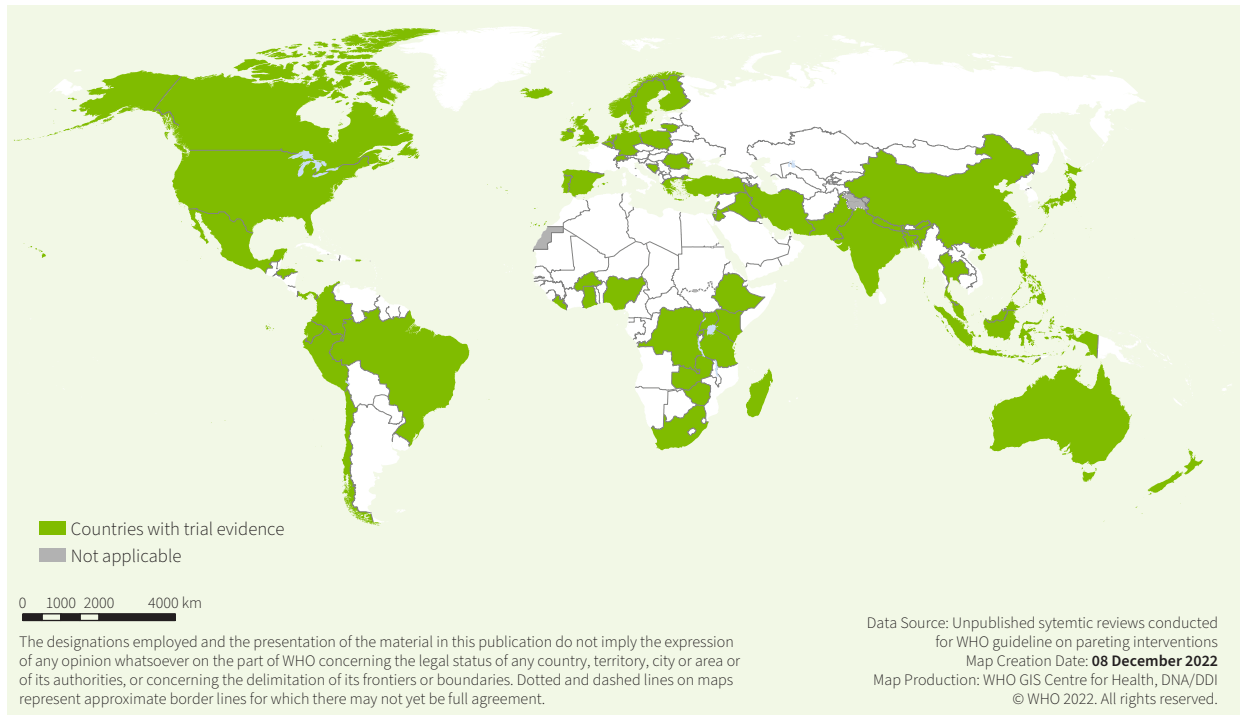 Countries with trial evidence
Not applicable
0 1000 2000 4000 km
The designations employed and the presentation of the material in this publication do not imply the expression
of any opinion whatsoever on the part of WHO concerning the legal status of any country, territory, city or area or
of its authorities, or concerning the delimitation of its frontiers or boundaries. Dotted and dashed lines on maps
represent approximate border lines for which there may not yet be full agreement.
Data Source: Unpublished sytemtic reviews conducted
for WHO guideline on pareting interventions
Map Creation Date: 08 December 2022
Map Production: WHO GIS Centre for Health, DNA/DDI
© WHO 2022. All rights reserved.